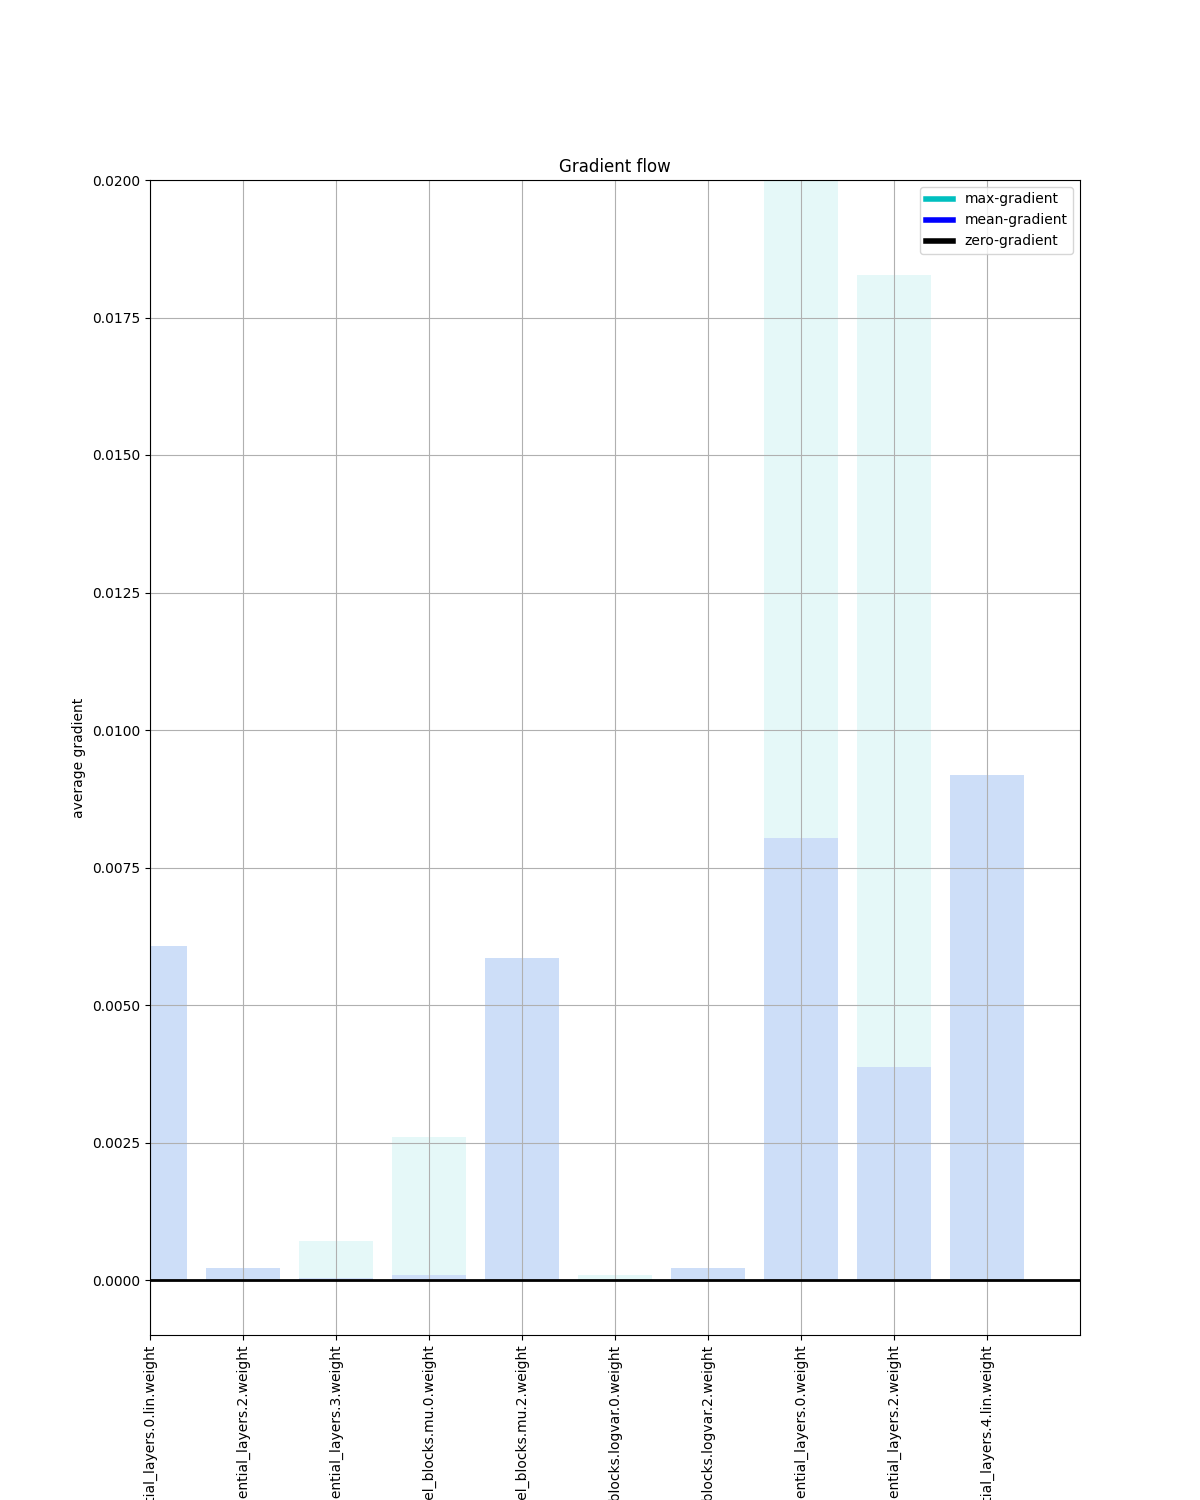 Gradient flow
max-gradient
mean-gradient
zero-gradient
0.0200
0.0175
0.0150
0.0125
0.0100
0.0075
0.0050
0.0025
0.0000
average gradient
tial_layers.0.lin.weight
ential_layers.2.weight
ential_layers.3.weight
el_blocks.mu.0.weight
el_blocks.mu.2.weight
blocks.logvar.0.weight
blocks.logvar.2.weight
ential_layers.0.weight
ential_layers.2.weight
tial_layers.4.lin.weight